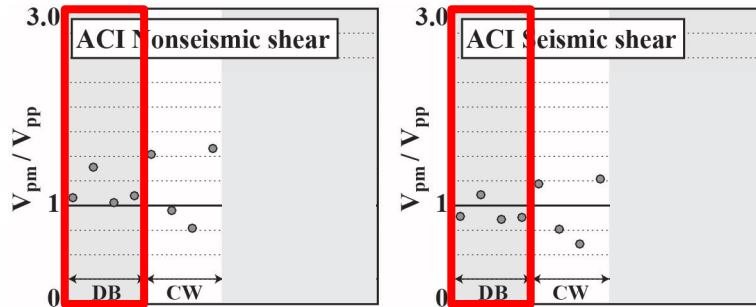 3.0
ACI Nonseismic shear
Vpm / Vpp
1
0
DB
CW
3.0
ACI Seismic shear
Vpm / Vpp
1
0
DB
CW